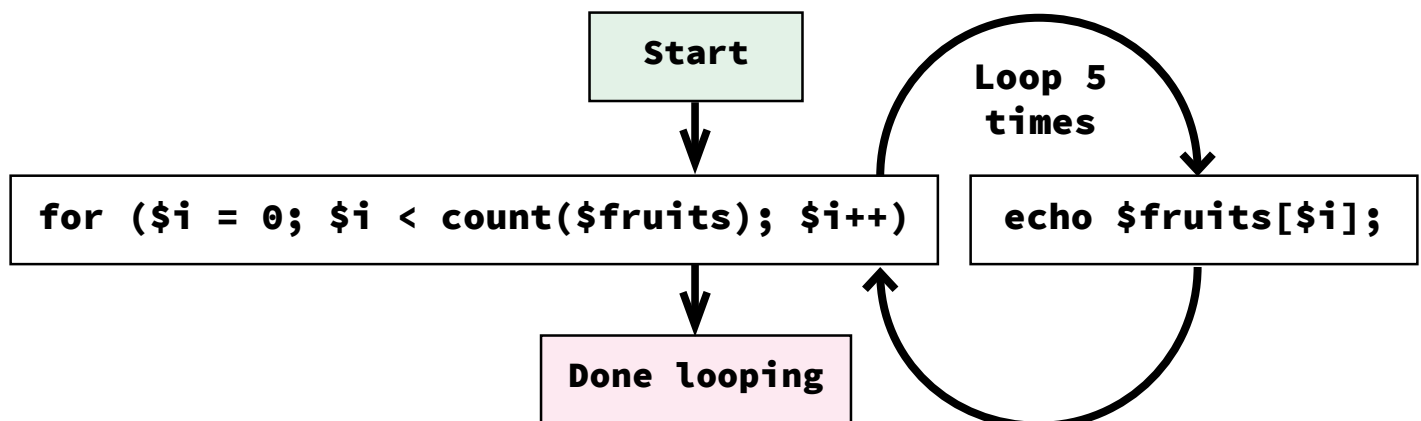 Start
Loop 5
times
for ($i = 0; $i < count($fruits); $i++)
echo $fruits[$i];
Done looping